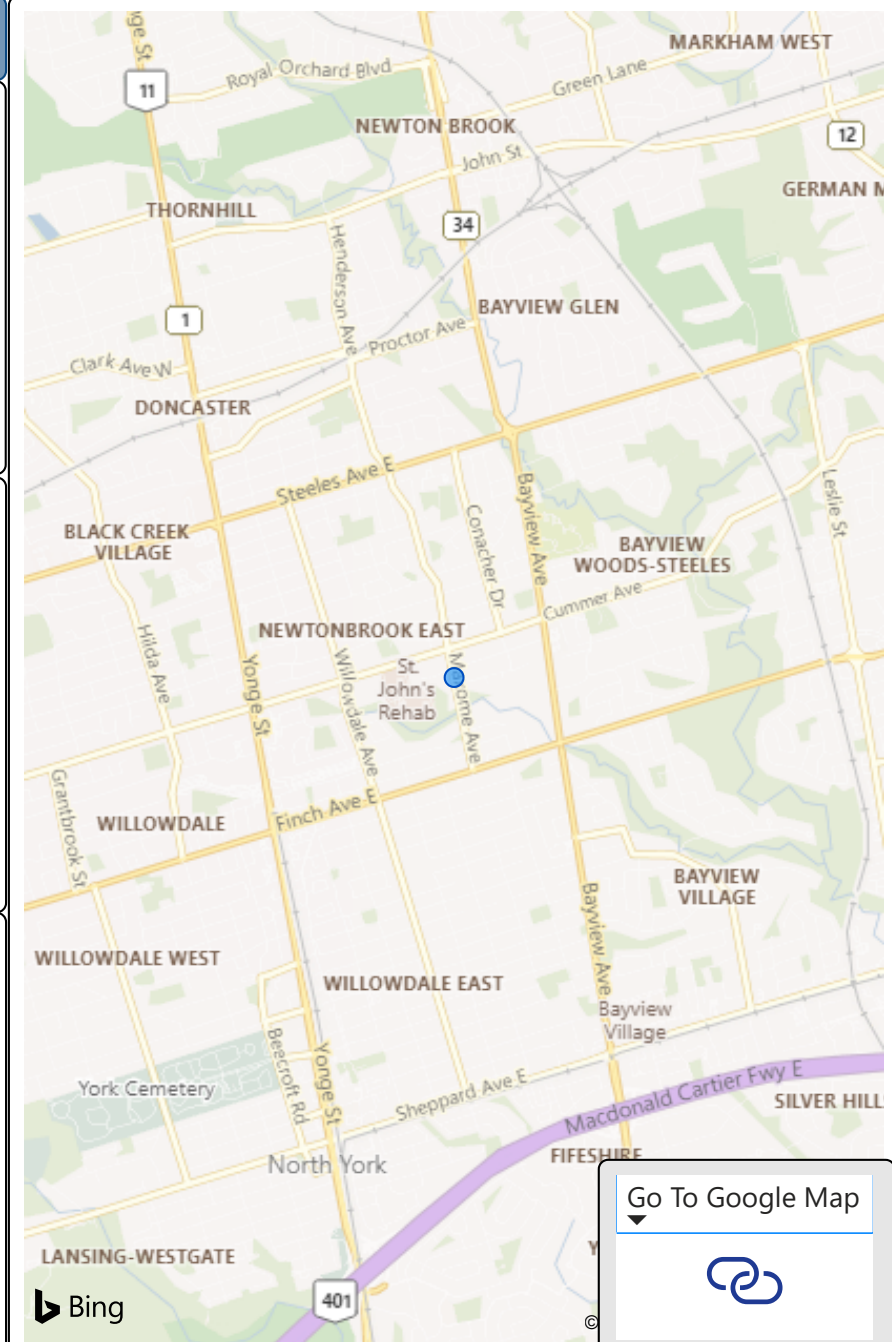 ge St
MARKHAM WEST
Royal Orchard Blvd
Green Lane
11
NEWTON BROOK
12
John St
GERMAN M
THORNHILL
34
Henderson Ave
BAYVIEW GLEN
1
Proctor Ave
Clark Ave W
DONCASTER
Steeles Ave E
Bayview Ave
Leslie St
Conacher Dr
BLACK CREEK
VILLAGE
BAYVIEW
WOODS-STEELES
Cummer Ave
NEWTONBROOK EAST
Hilda Ave
Yonge St
Willowdale Ave
St.
John's
Rehab
ome Ave
Grantbrook St
Finch Ave E
WILLOWDALE
BAYVIEW
VILLAGE
Bayview Ave
WILLOWDALE WEST
WILLOWDALE EAST
Bayview
Village
Beecroft Rd
Yonge St
York Cemetery
Sheppard Ave E
Macdonald Cartier Fwy E
SILVER HILL
North York
FIFESHIRE
Go To Google Map
LANSING-WESTGATE
Y
401
Bing
©